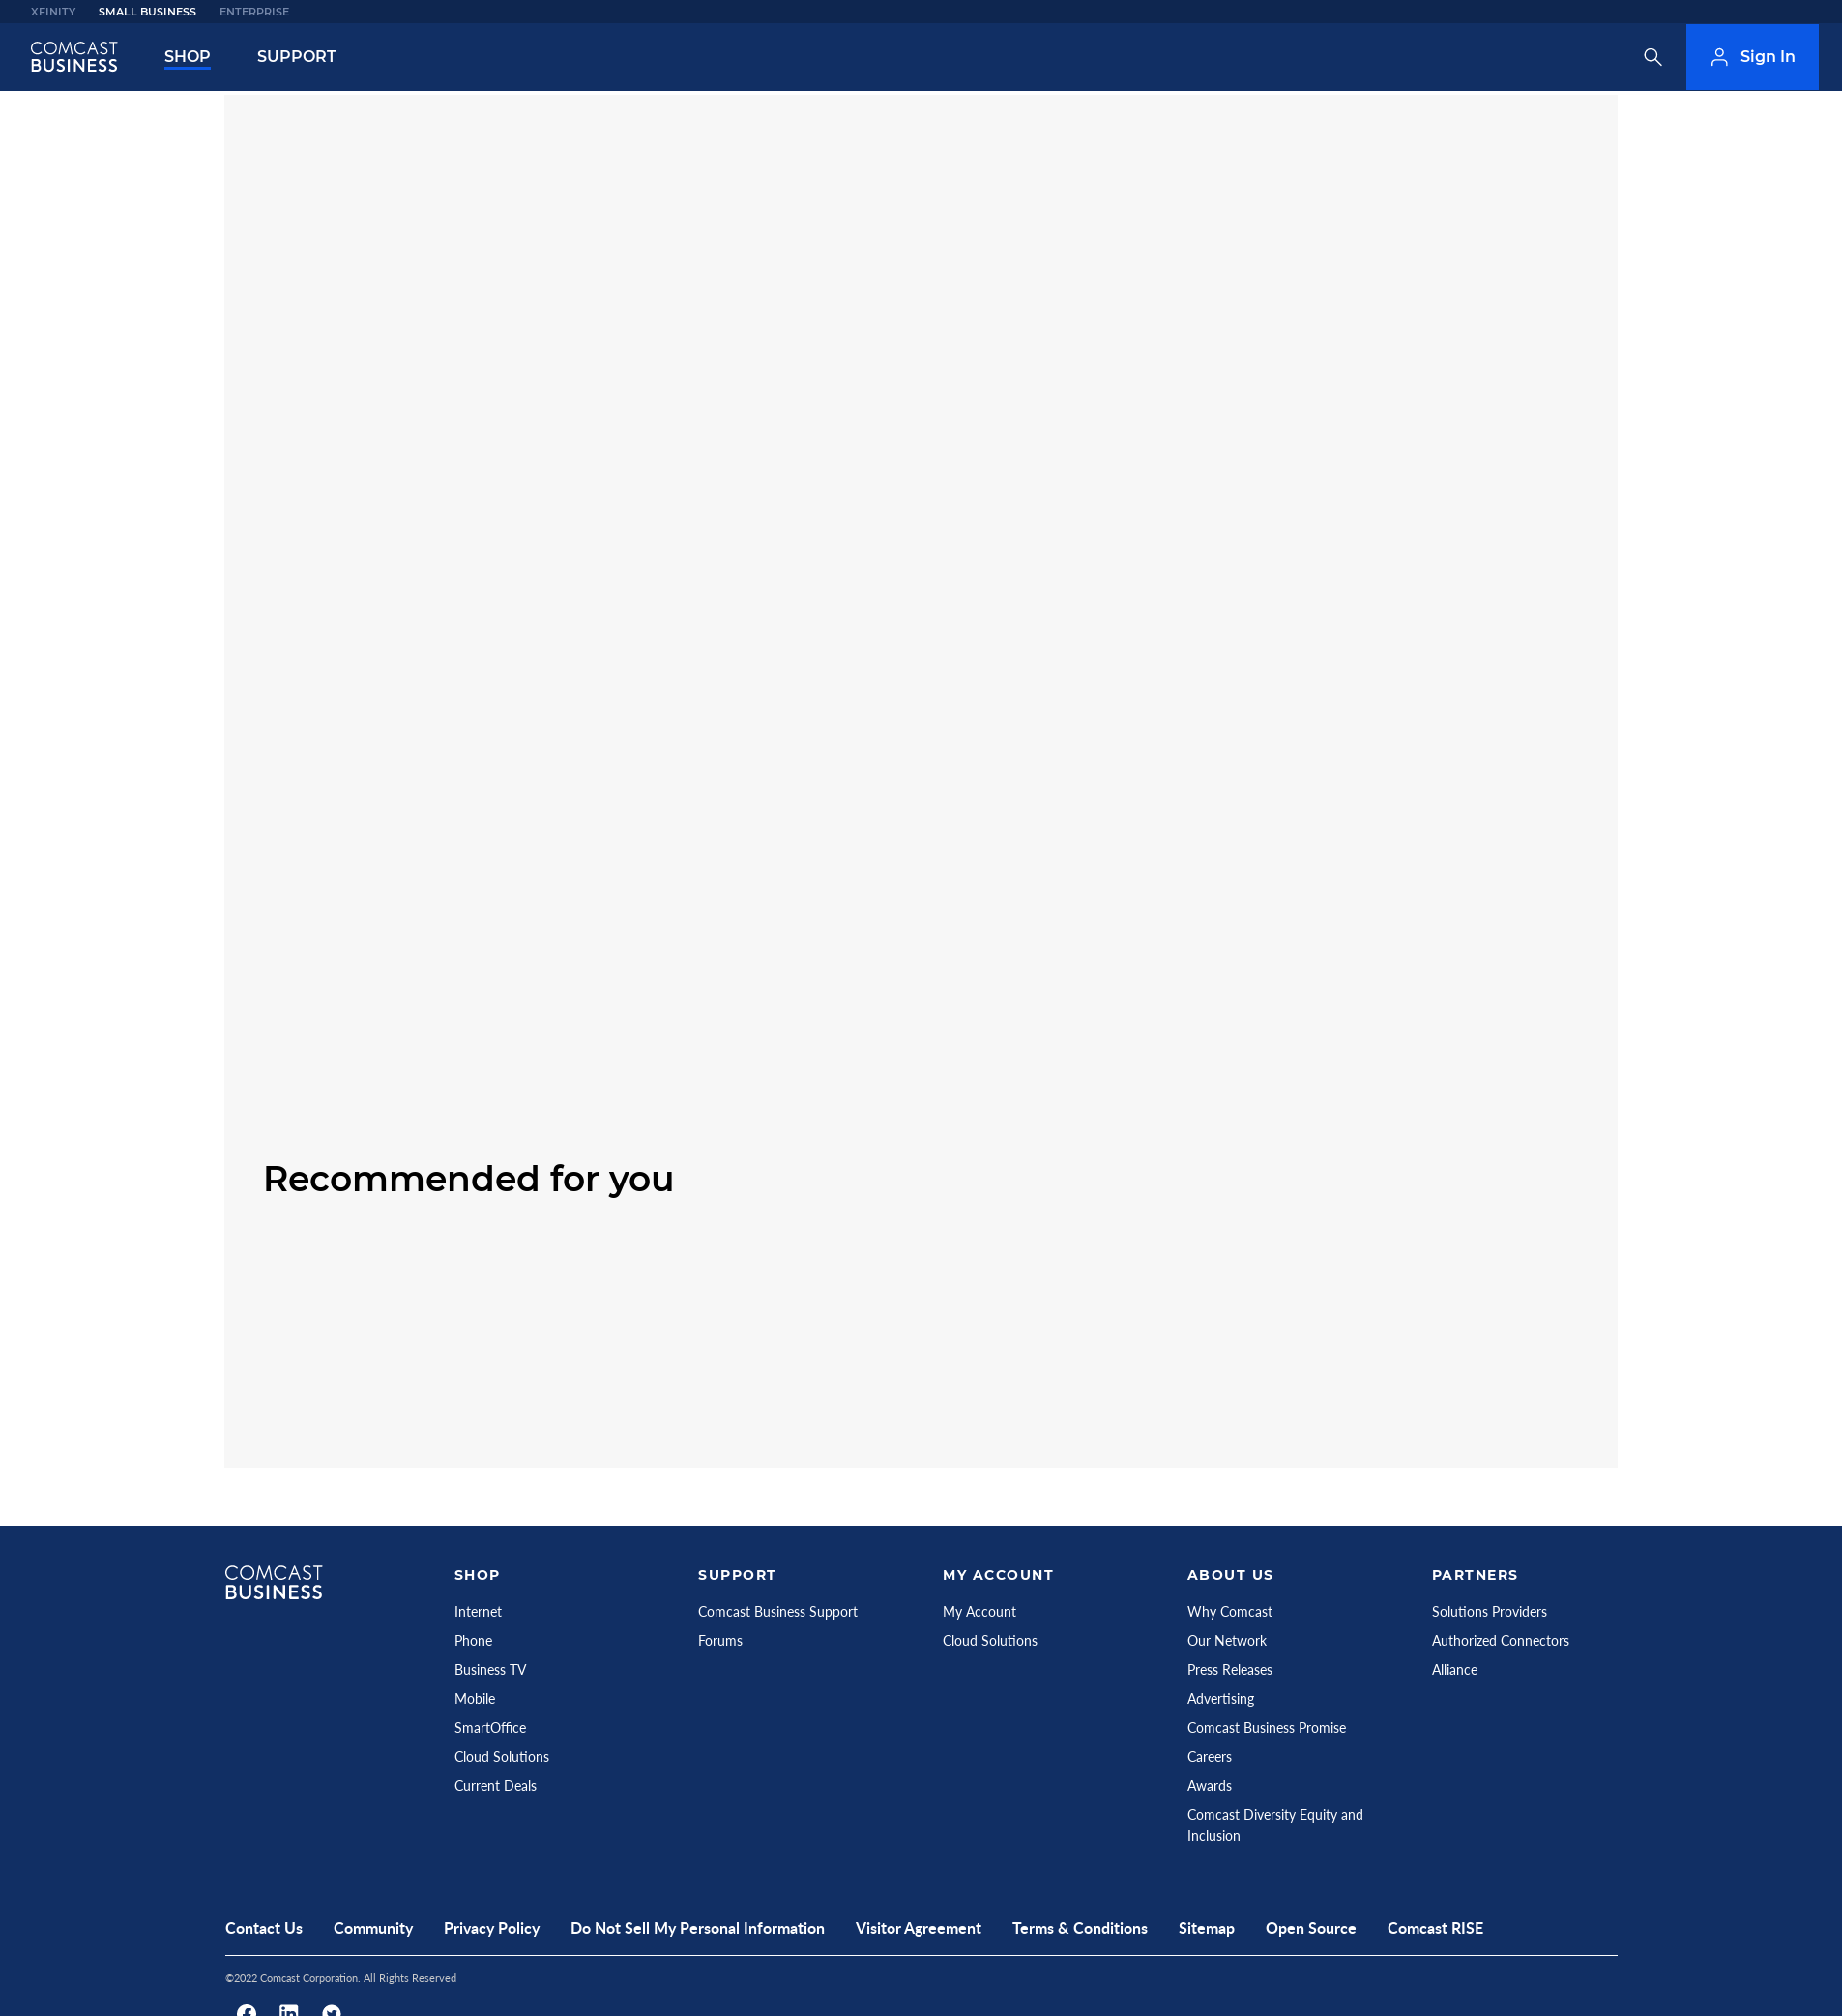 XFINITY SMALL BUSINESS ENTERPRISE
COMCAST
BUSINESS
SHOP SUPPORT
Sign In
Recommended for you
COMCAST
BUSINESS
SHOP
Internet
Phone
Business TV
Mobile
SmartOffice
Cloud Solutions
Current Deals
SUPPORT
Comcast Business Support
Forums
MY ACCOUNT
My Account
Cloud Solutions
ABOUT US
Why Comcast
Our Network
Press Releases
Advertising
Comcast Business Promise
Careers
Awards
Comcast Diversity Equity and
Inclusion
PARTNERS
Solutions Providers
Authorized Connectors
Alliance
Contact Us Community Privacy Policy Do Not Sell My Personal Information Visitor Agreement Terms & Conditions Sitemap Open Source Comcast RISE
©2022 Comcast Corporation. All Rights Reserved